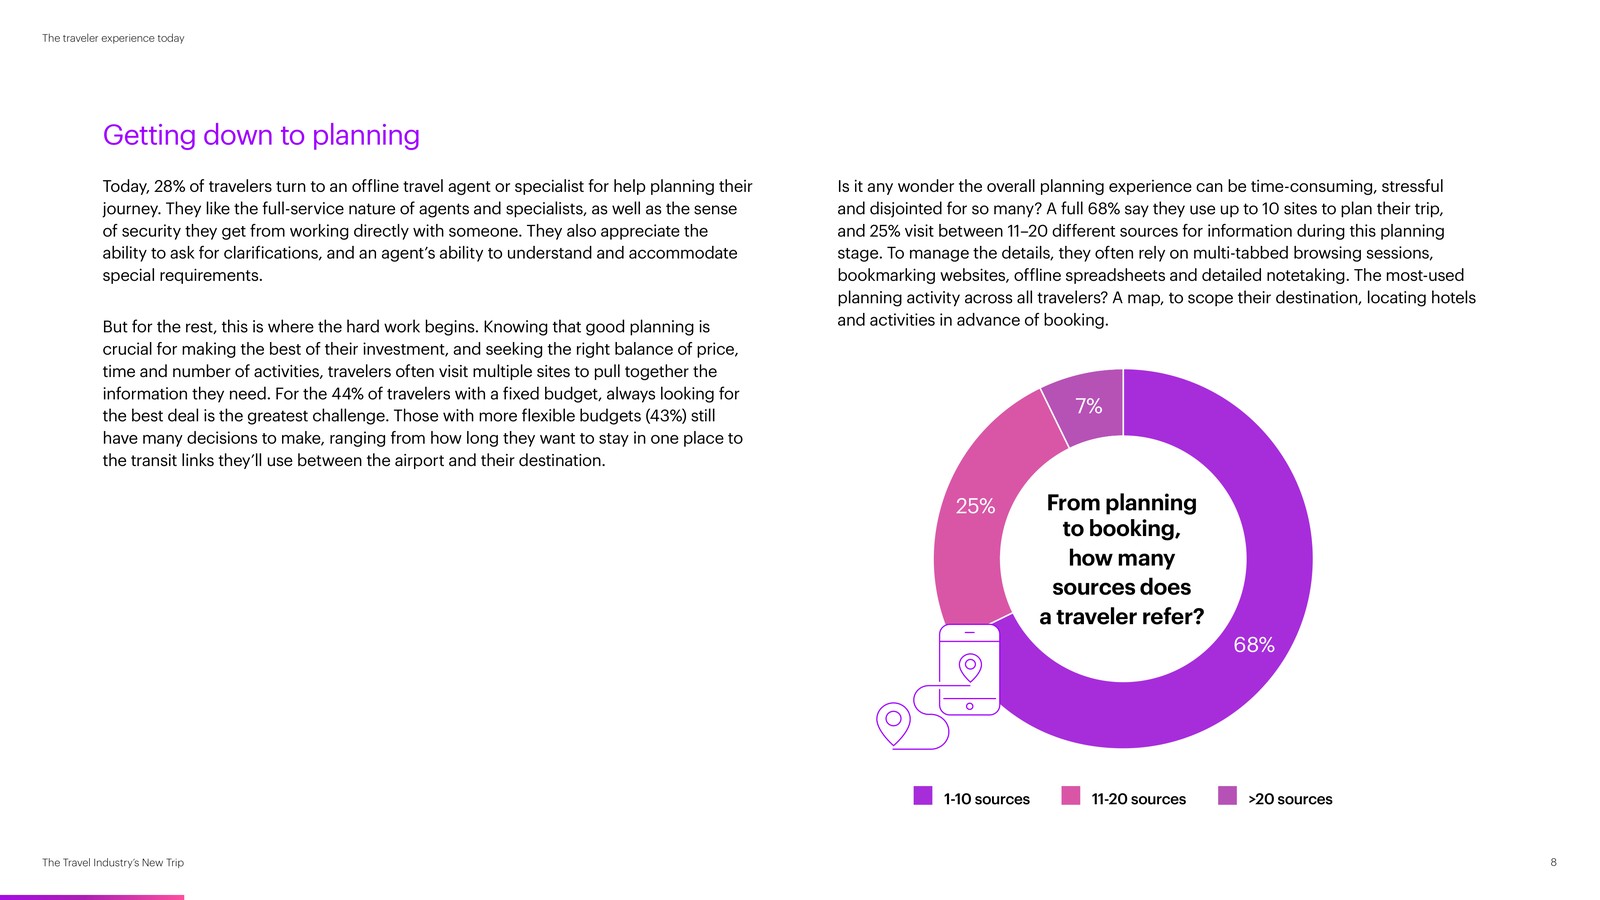 The traveler experience today
Getting down to planning
Today, 28% of travelers turn to an offline travel agent or specialist for help planning their
journey. They like the full-service nature of agents and specialists, as well as the sense
of security they get from working directly with someone. They also appreciate the
ability to ask for clarifications, and an agent’s ability to understand and accommodate
special requirements.
But for the rest, this is where the hard work begins. Knowing that good planning is
crucial for making the best of their investment, and seeking the right balance of price,
time and number of activities, travelers often visit multiple sites to pull together the
information they need. For the 44% of travelers with a fixed budget, always looking for
the best deal is the greatest challenge. Those with more flexible budgets (43%) still
have many decisions to make, ranging from how long they want to stay in one place to
the transit links they’ll use between the airport and their destination.
Is it any wonder the overall planning experience can be time-consuming, stressful
and disjointed for so many? A full 68% say they use up to 10 sites to plan their trip,
and 25% visit between 11–20 different sources for information during this planning
stage. To manage the details, they often rely on multi-tabbed browsing sessions,
bookmarking websites, offline spreadsheets and detailed notetaking. The most-used
planning activity across all travelers? A map, to scope their destination, locating hotels
and activities in advance of booking.
7%
25%
From planning
to booking,
how many
sources does
a traveler refer?
68%
1-10 sources
11-20 sources
>20 sources
The Travel Industry’s New Trip
8